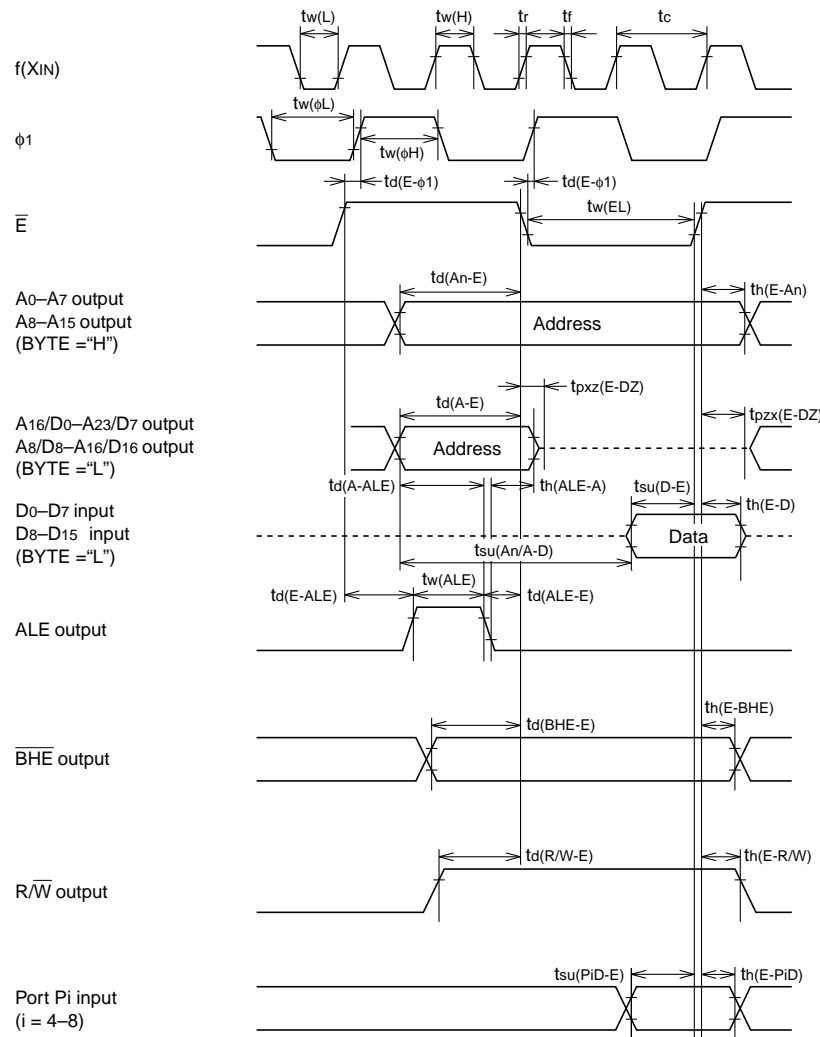 tw(L) tw(H) tr tf tc
f(XIN)
tw(ϕL)
ϕ1
tw(ϕH)
td(E-ϕ1) td(E-ϕ1)
tw(EL)
E̅
td(An-E) th(E-An)
A0–A7 output
A8–A15 output
(BYTE =“H”)
Address
tpxz(E-DZ)
td(A-E) tpzx(E-DZ)
A16/D0–A23/D7 output
A8/D8–A16/D16 output
(BYTE =“L”)
Address
td(A-ALE) th(ALE-A) tsu(D-E) th(E-D)
D0–D7 input
D8–D15 input
(BYTE =“L”)
Data
tsu(An/A-D)
tw(ALE)
td(E-ALE) td(ALE-E)
ALE output
th(E-BHE)
td(BHE-E)
B̅H̅E̅ output
td(R/W-E) th(E-R/W)
R/W̅ output
tsu(PiD-E) th(E-PiD)
Port Pi input
(i = 4–8)